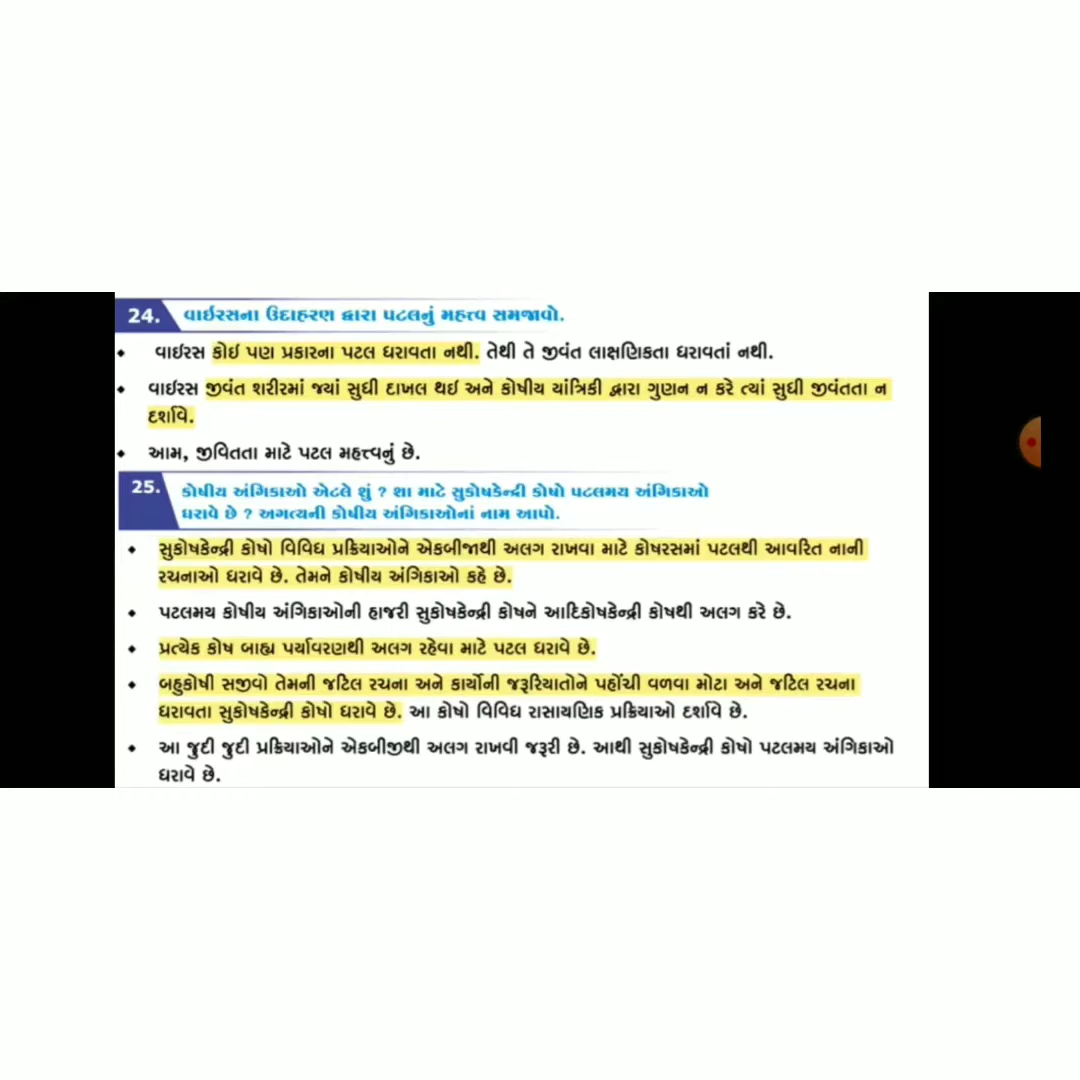 24. વાઇરસના ઉદાહરણ દ્વારા પટલનું મહત્ત્વ સમજાવો.
• વાઇરસ કોઈ પણ પ્રકારના પટલ ધરાવતા નથી. તેથી તે જીવંત લાક્ષણિકતા ધરાવતાં નથી.
• વાઇરસ જીવંત શરીરમાં જ્યાં સુધી દાખલ થઇ અને કોષીય યાંત્રિકી દ્વારા ગુણન ન કરે ત્યાં સુધી જીવંતતા ન
દર્શાવે.
• આમ, જીવિતતા માટે પટલ મહત્ત્વનું છે.
25. કોષીય અંગિકાઓ એટલે શું ? શા માટે સુકોષકેન્દ્રી કોષો પટલમય અંગિકાઓ
ધરાવે છે ? અગત્યની કોષીય અંગિકાઓનાં નામ આપો.
• સુકોષકેન્દ્રી કોષો વિવિધ પ્રક્રિયાઓને એકબીજાથી અલગ રાખવા માટે કોષરસમાં પટલથી આવરિત નાની
રચનાઓ ધરાવે છે. તેમને કોષીય અંગિકાઓ કહે છે.
• પટલમય કોષીય અંગિકાઓની હાજરી સુકોષકેન્દ્રી કોષને આદિકોષકેન્દ્રી કોષથી અલગ કરે છે.
• પ્રત્યેક કોષ બાહ્ય પર્યાવરણથી અલગ રહેવા માટે પટલ ધરાવે છે.
• બહુકોષી સજીવો તેમની જટિલ રચના અને કાર્યોની જરૂરિયાતોને પહોંચી વળવા મોટા અને જટિલ રચના
ધરાવતા સુકોષકેન્દ્રી કોષો ધરાવે છે. આ કોષો વિવિધ રાસાયણિક પ્રક્રિયાઓ દર્શાવે છે.
• આ જુદી જુદી પ્રક્રિયાઓને એકબીજીથી અલગ રાખવી જરૂરી છે. આથી સુકોષકેન્દ્રી કોષો પટલમય અંગિકાઓ
ધરાવે છે.